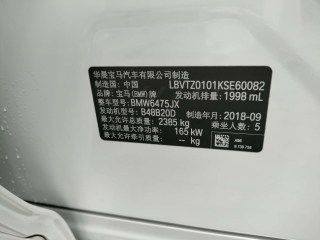 华晨宝马汽车有限公司制造
制造国：中国 LBVTZ0101KSE60082
品牌：宝马(BMW)牌 发动机排量：1998 mL
整车型号：BMW6475JX
发动机型号：B48B20D 制造年月：2018-09
最大允许总质量：2385 kg 乘坐人数：5
发动机最大净功率：165 kW
最大允许牵引质量：-- kg